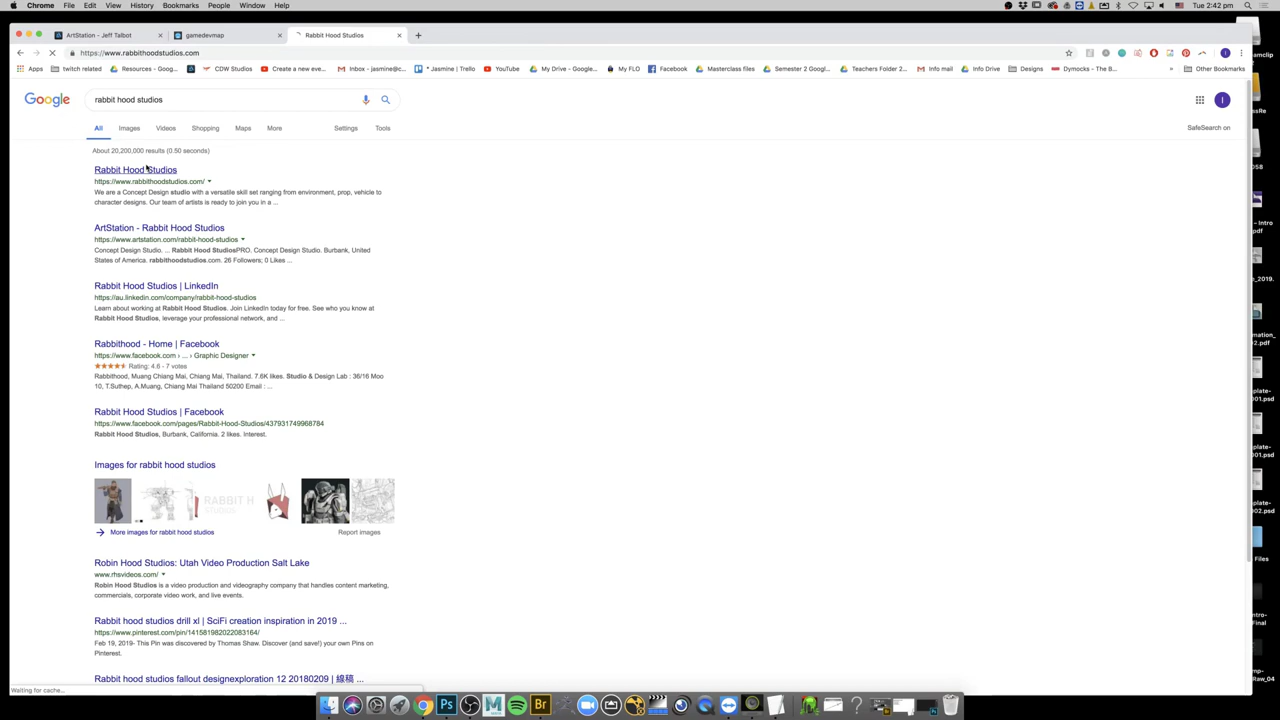 Chrome File Edit View History Bookmarks People Window Help Tue 2:42 pm
ArtStation - Jeff Talbot gamedevmap Rabbit Hood Studios
https://www.rabbithoodstudios.com
Apps twitch related Resources - Goog... CDW Studios Create a new eve... Inbox - jasmine@c... * Jasmine | Trello YouTube My Drive - Google... My FLO Facebook Masterclass files Semester 2 Googl... Teachers Folder 2... Info mail Info Drive Designs Dymocks - The B... » Other Bookmarks
Google rabbit hood studios
All Images Videos Shopping Maps More Settings Tools SafeSearch on
About 20,200,000 results (0.50 seconds)
Rabbit Hood Studios
https://www.rabbithoodstudios.com/
We are a Concept Design studio with a versatile skill set ranging from environment, prop, vehicle to
character designs. Our team of artists is ready to join you in a ...
ArtStation - Rabbit Hood Studios
https://www.artstation.com/rabbit-hood-studios
Concept Design Studio. ... Rabbit Hood StudiosPRO. Concept Design Studio. Burbank, United
States of America. rabbithoodstudios.com. 26 Followers; 0 Likes ...
Rabbit Hood Studios | LinkedIn
https://au.linkedin.com/company/rabbit-hood-studios
Learn about working at Rabbit Hood Studios. Join LinkedIn today for free. See who you know at
Rabbit Hood Studios, leverage your professional network, and ...
Rabbithood - Home | Facebook
https://www.facebook.com › ... › Graphic Designer
Rating: 4.6 - 7 votes
Rabbithood, Muang Chiang Mai, Chiang Mai, Thailand. 7.6K likes. Studio & Design Lab : 36/16 Moo
10, T.Suthep, A.Muang, Chiang Mai Thailand 50200 Email : ...
Rabbit Hood Studios | Facebook
https://www.facebook.com/pages/Rabbit-Hood-Studios/437931749968784
Rabbit Hood Studios, Burbank, California. 2 likes. Interest.
Images for rabbit hood studios
RABBIT H
STUDIOS
More images for rabbit hood studios Report images
Robin Hood Studios: Utah Video Production Salt Lake
www.rhsvideos.com/
Robin Hood Studios is a video production and videography company that handles content marketing,
commercials, corporate video work, and live events.
Rabbit hood studios drill xl | SciFi creation inspiration in 2019 ...
https://www.pinterest.com/pin/141581982022083164/
Feb 19, 2019- This Pin was discovered by Thomas Shaw. Discover (and save!) your own Pins on
Pinterest.
Rabbit hood studios fallout designexploration 12 20180209 | 線稿 ...
Waiting for cache...